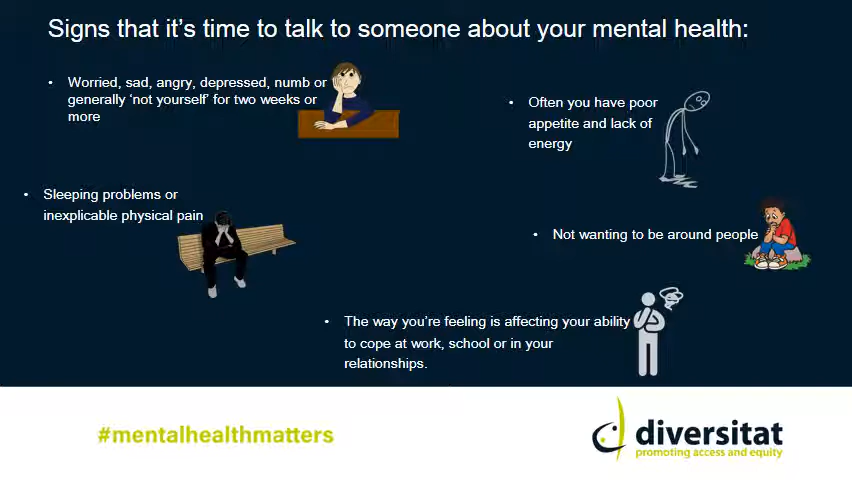 Signs that it's time to talk to someone about your mental health:
• Worried, sad, angry, depressed, numb or
generally ‘not yourself’ for two weeks or
more
• Often you have poor
appetite and lack of
energy
• Sleeping problems or
inexplicable physical pain
• Not wanting to be around people
• The way you’re feeling is affecting your ability
to cope at work, school or in your
relationships.
#mentalhealthmatters
diversitat
promoting access and equity